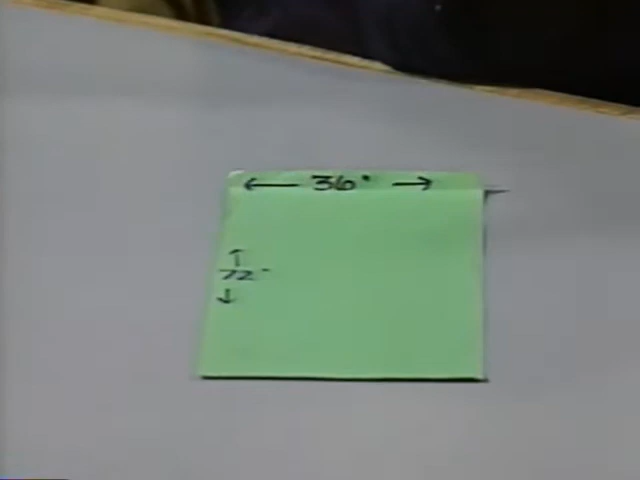 ← 36" →
↑
72"
↓